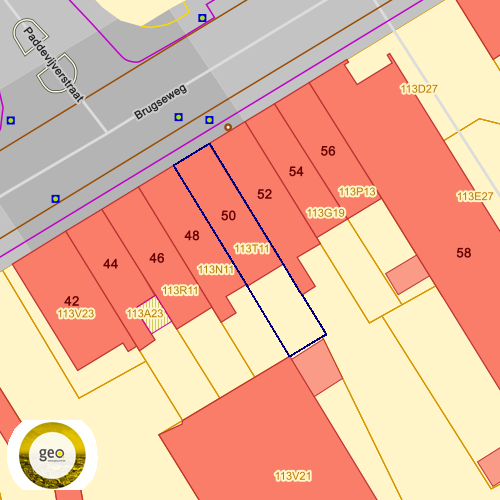 Paddevijverstraat
Brugseweg
113D27
56
54
113P13
113E27
52
113G19
50
58
48
113T11
46
113N11
44
113R11
42
113V23
113A23
geo
113V21